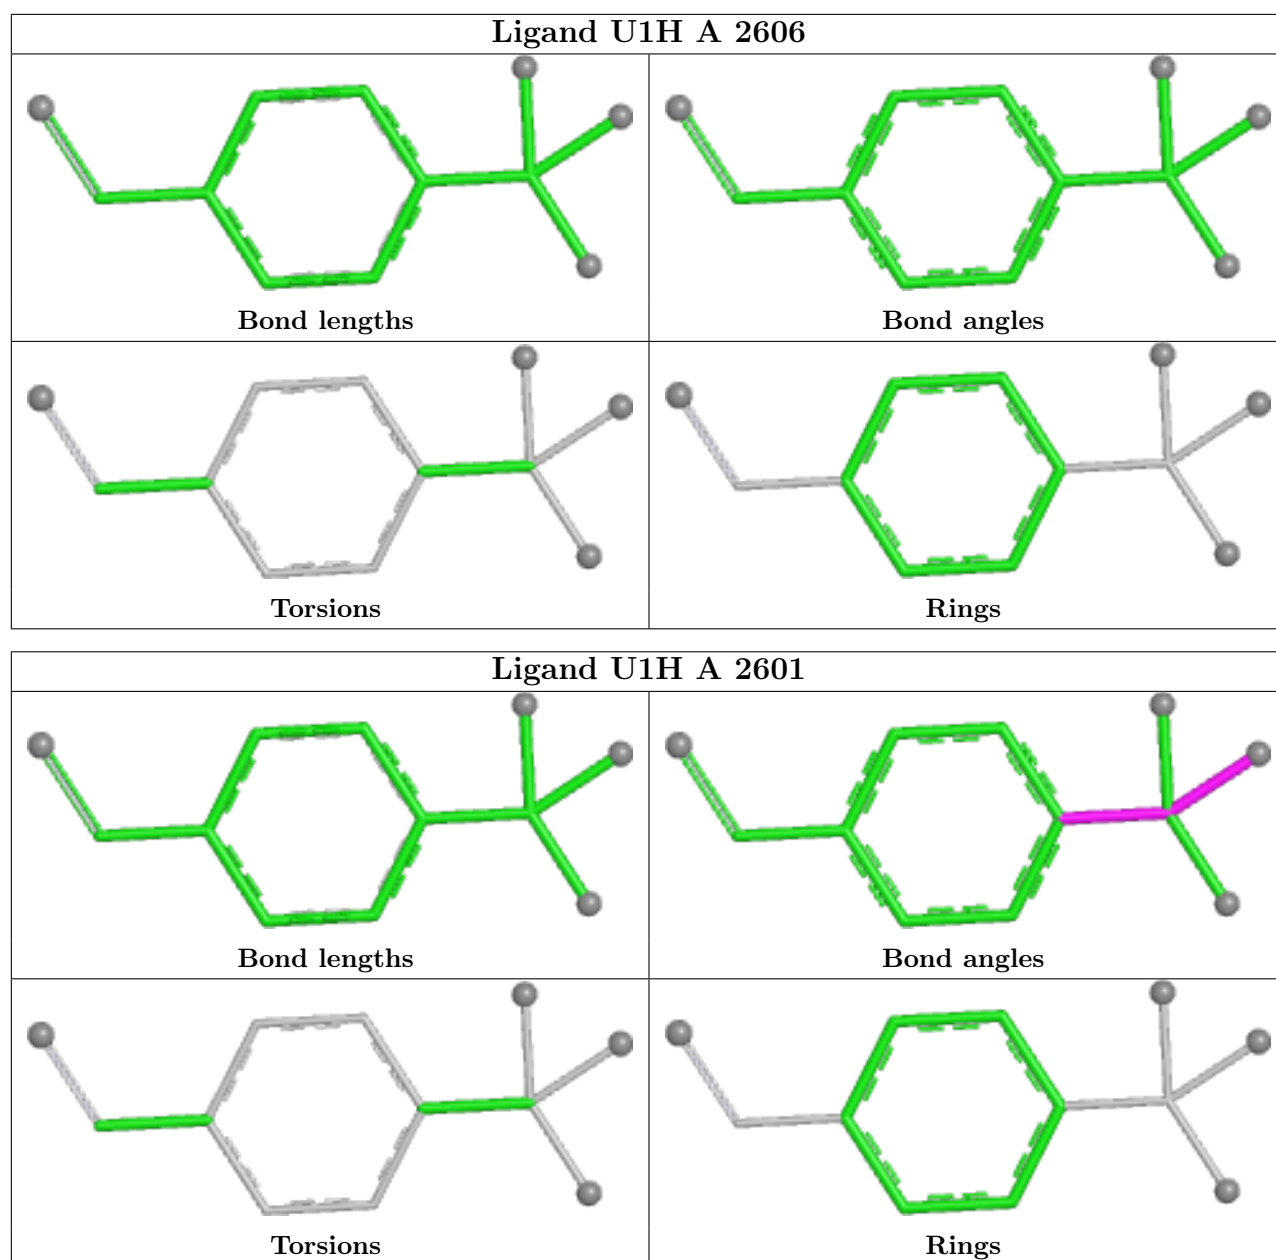 Ligand U1H A 2606
Bond lengths
Bond angles
Torsions
Rings
Ligand U1H A 2601
Bond lengths
Bond angles
Torsions
Rings